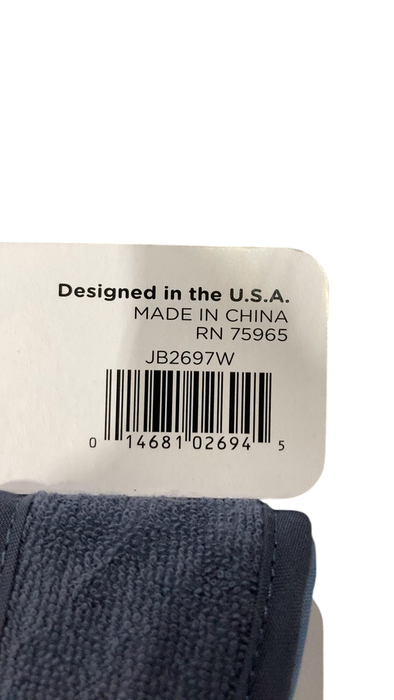 Designed in the U.S.A.
MADE IN CHINA
RN 75965
JB2697W
0 14681 02694 5